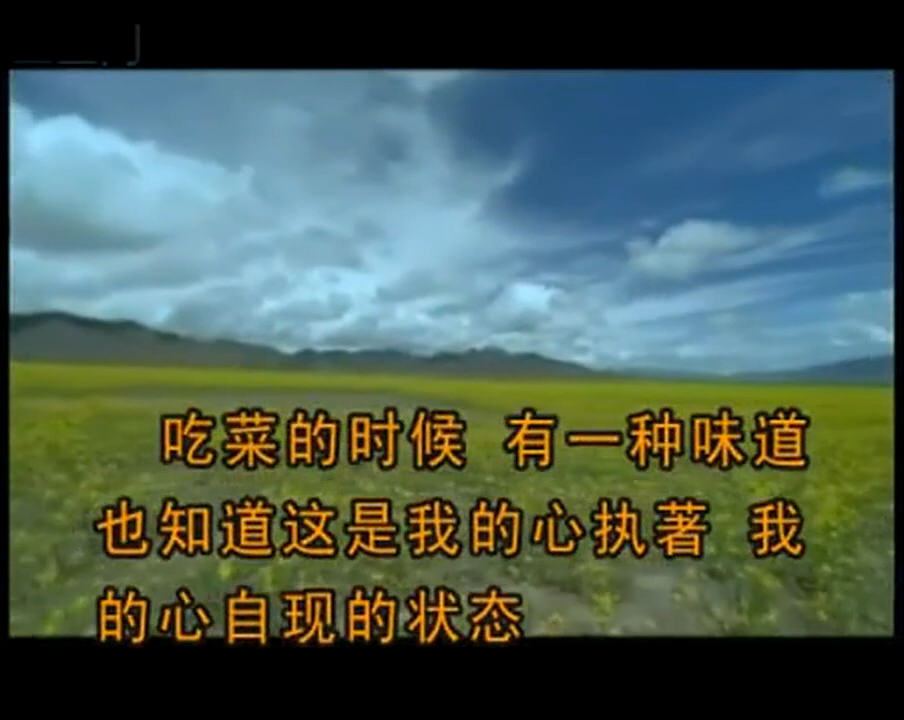 吃菜的时候 有一种味道
也知道这是我的心执著 我
的心自现的状态